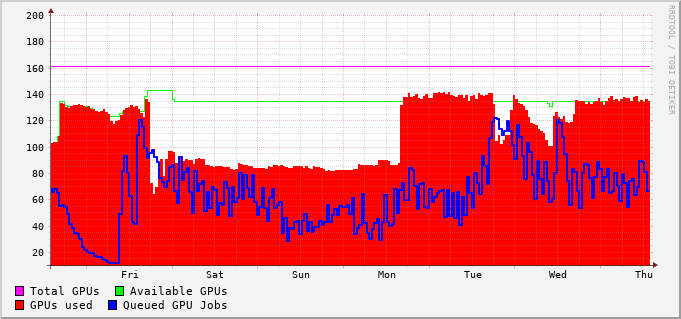 200
180
160
140
120
100
80
60
40
20
Fri Sat Sun Mon Tue Wed Thu
Total GPUs Available GPUs
GPUs used Queued GPU Jobs
RRDTOOL / TOBI OETIKER